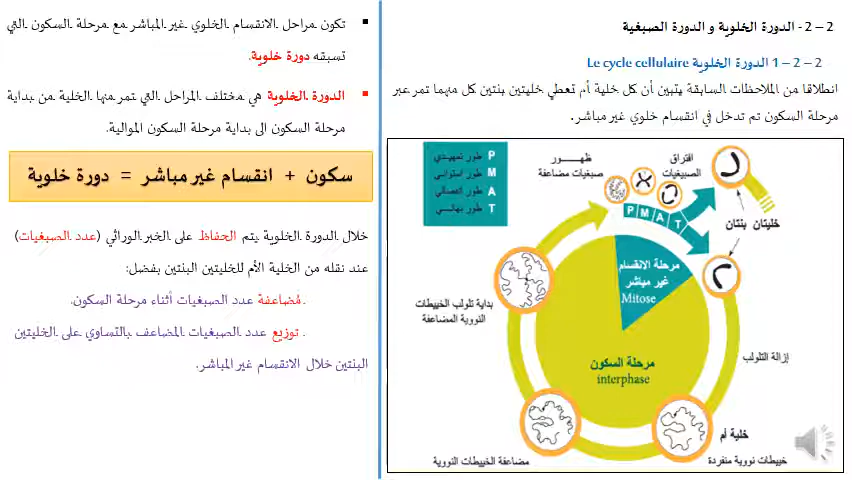 2 – 2 - الدورة الخلوية و الدورة الصبغية
2 – 2 – 1 الدورة الخلوية Le cycle cellulaire
انطلاقا من الملاحظات السابقة يتبين أن كل خلية أم تعطي خليتين بنتين كل منهما تمر عبر
مرحلة السكون تم تدخل في انقسام خلوي غير مباشر.
P طور تمهيدي
M طور استوائي
A طور انفصالي
T طور نهائي
ظهور
صبغيات مضاعفة
افتراق
الصبيغيات
P M A T
خليتان بنتان
مرحلة الانقسام
غير مباشر
Mitose
بداية تلولب الخييطات
النووية المضاعفة
إزالة التلولب
مرحلة السكون
interphase
خلية أم
خييطات نووية منفردة
مضاعفة الخييطات النووية
▪ تكون مراحل الانقسام الخلوي غير المباشر مع مرحلة السكون التي
تسبقه دورة خلوية.
▪ الدورة الخلوية هي مختلف المراحل التي تمر منها الخلية من بداية
مرحلة السكون الى بداية مرحلة السكون الموالية.
سكون + انقسام غير مباشر = دورة خلوية
خلال الدورة الخلوية يتم الحفاظ على الخبر الوراثي (عدد الصبغيات)
عند نقله من الخلية الأم للخليتين البنتين بفضل:
. مُضاعفة عدد الصبغيات أثناء مرحلة السكون.
. توزيع عدد الصبغيات المضاعف بالتساوي على الخليتين
البنتين خلال الانقسام غير المباشر.